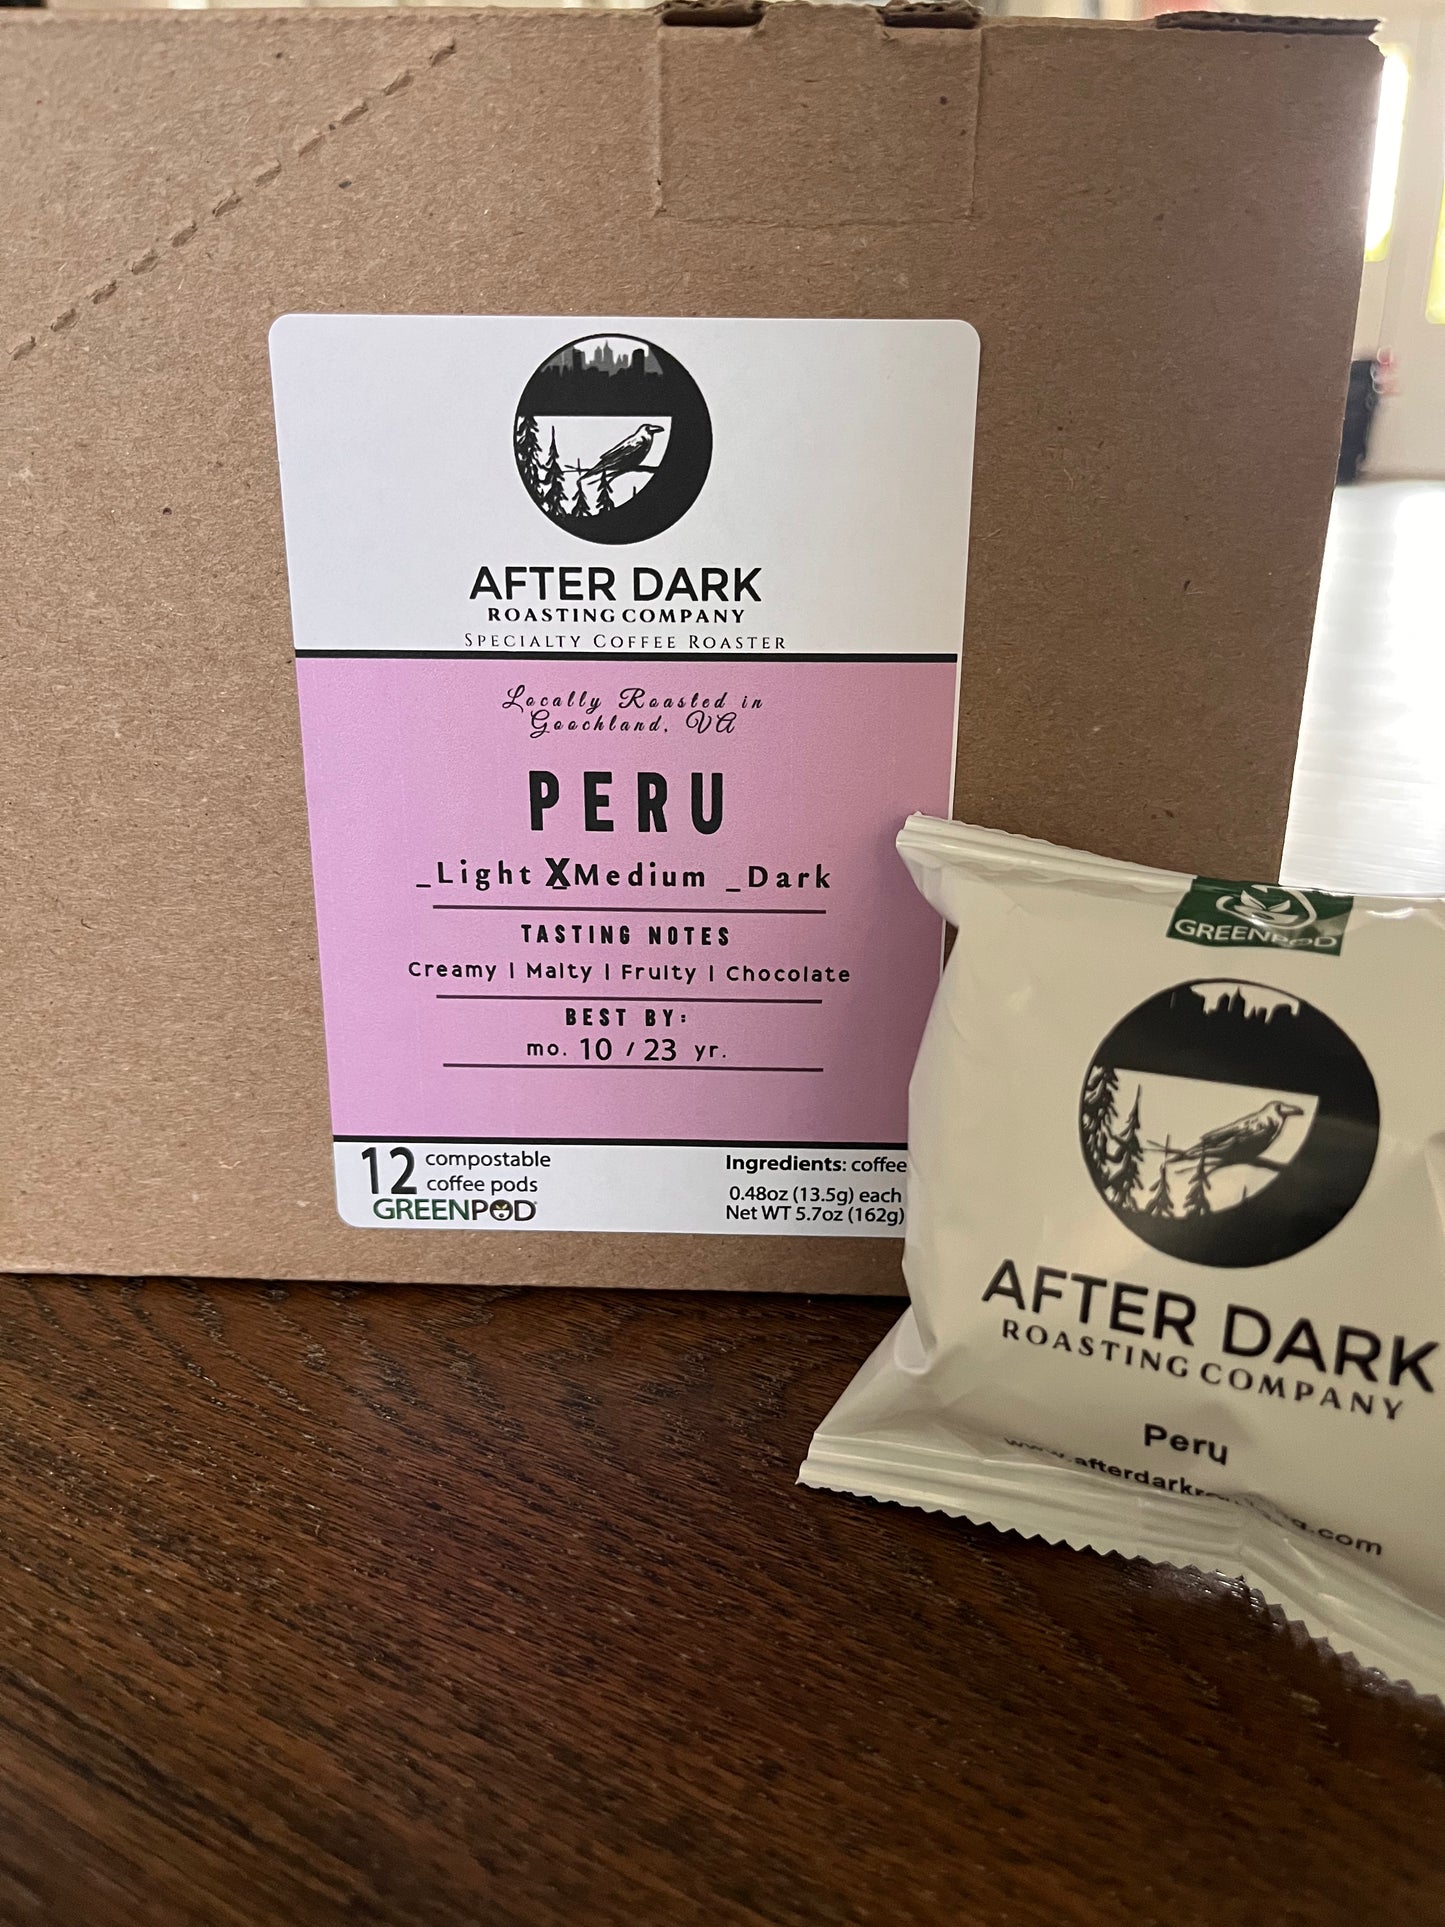 AFTER DARK
ROASTING COMPANY
SPECIALTY COFFEE ROASTER
Locally Roasted in
Goochland, VA
PERU
_Light XMedium _Dark
TASTING NOTES
Creamy | Malty | Fruity | Chocolate
BEST BY:
mo. 10 / 23 yr.
12 compostable
coffee pods
GREENPOD
Ingredients: coffee
0.48oz (13.5g) each
Net WT 5.7oz (162g)
GREENPOD
AFTER DARK
ROASTING COMPANY
Peru